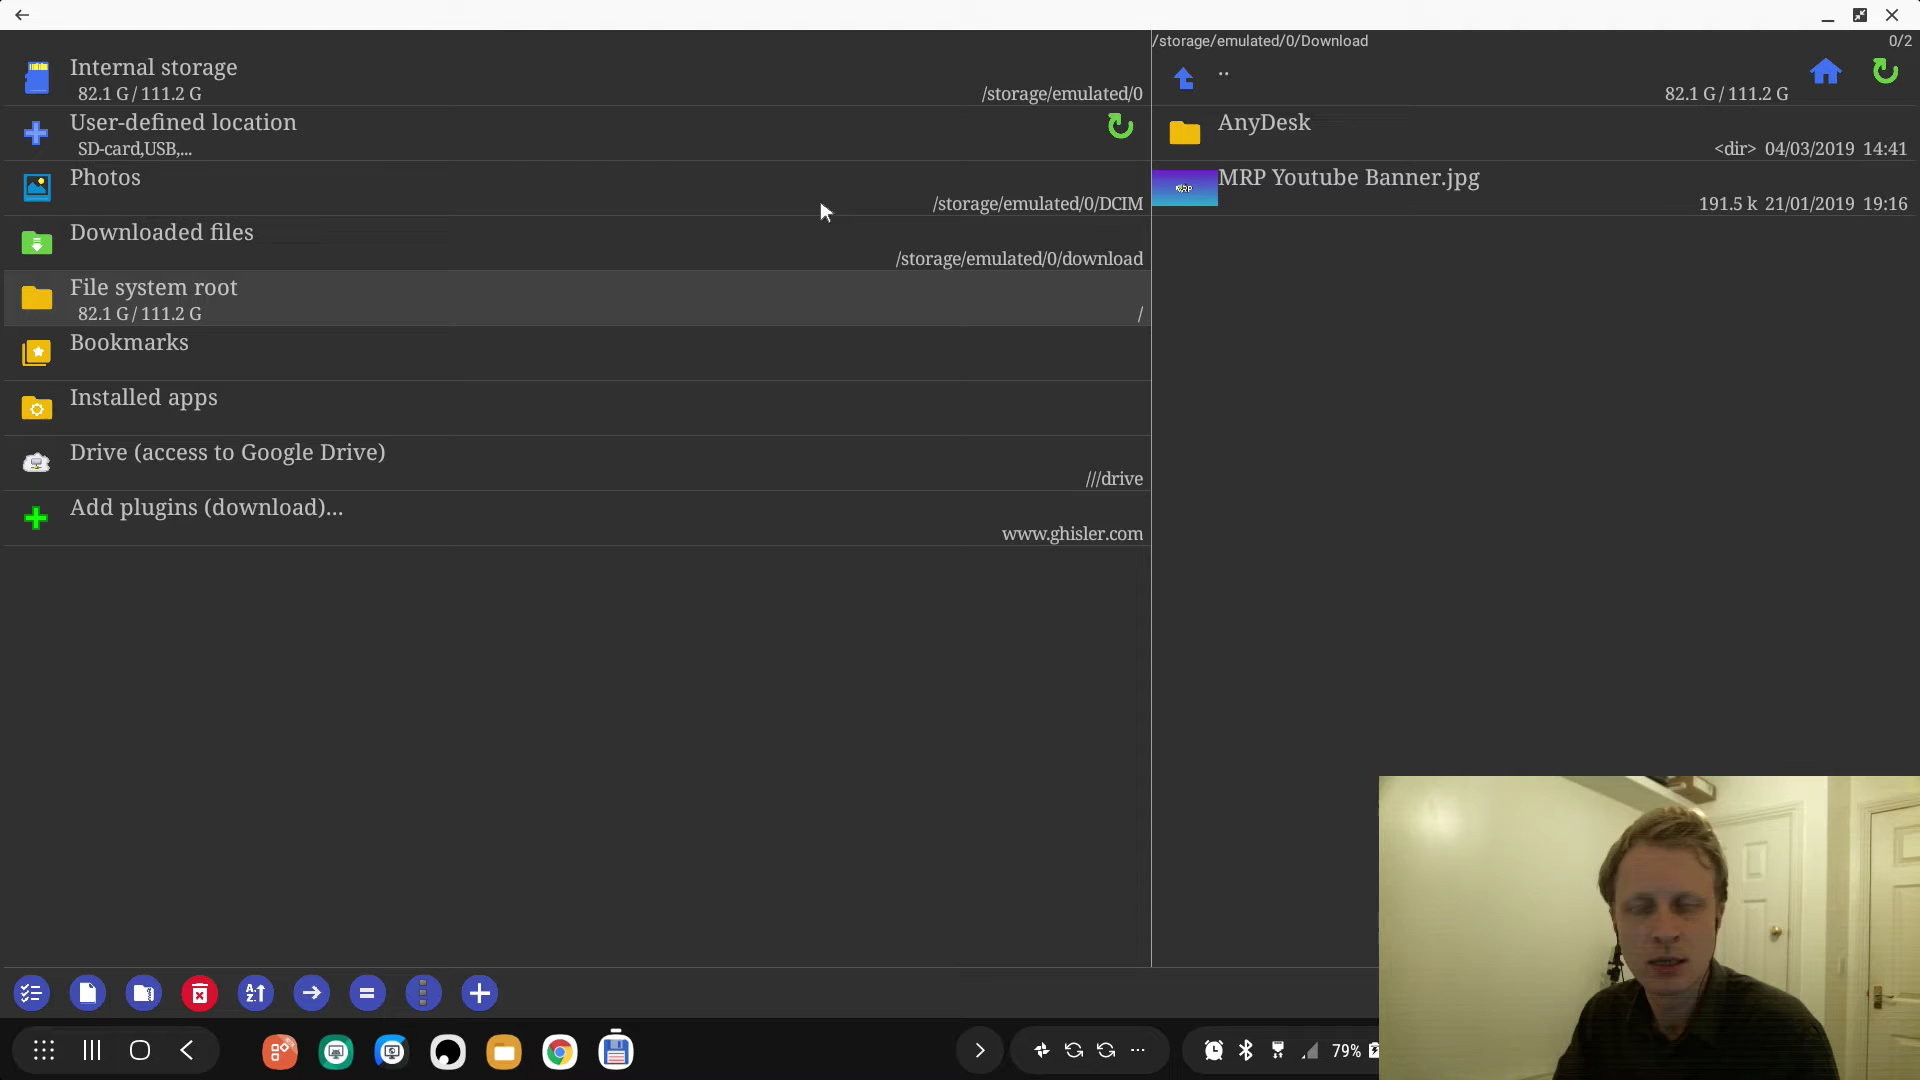 Internal storage
82.1 G / 111.2 G
/storage/emulated/0
User-defined location
SD-card,USB,...
Photos
/storage/emulated/0/DCIM
Downloaded files
/storage/emulated/0/download
File system root
82.1 G / 111.2 G
/
Bookmarks
Installed apps
Drive (access to Google Drive)
///drive
Add plugins (download)...
www.ghisler.com
/storage/emulated/0/Download
0/2
..
82.1 G / 111.2 G
AnyDesk
<dir> 04/03/2019 14:41
MRP
MRP Youtube Banner.jpg
191.5 k 21/01/2019 19:16
79%